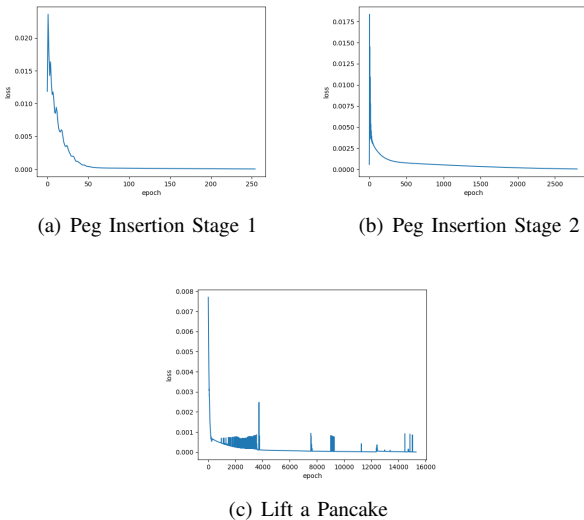 0.020
0.015
0.010
0.005
0.000
loss
0 50 100 150 200 250
epoch
(a) Peg Insertion Stage 1
0.0175
0.0150
0.0125
0.0100
0.0075
0.0050
0.0025
0.0000
loss
0 500 1000 1500 2000 2500
epoch
(b) Peg Insertion Stage 2
0.008
0.007
0.006
0.005
0.004
0.003
0.002
0.001
0.000
loss
0 2000 4000 6000 8000 10000 12000 14000 16000
epoch
(c) Lift a Pancake